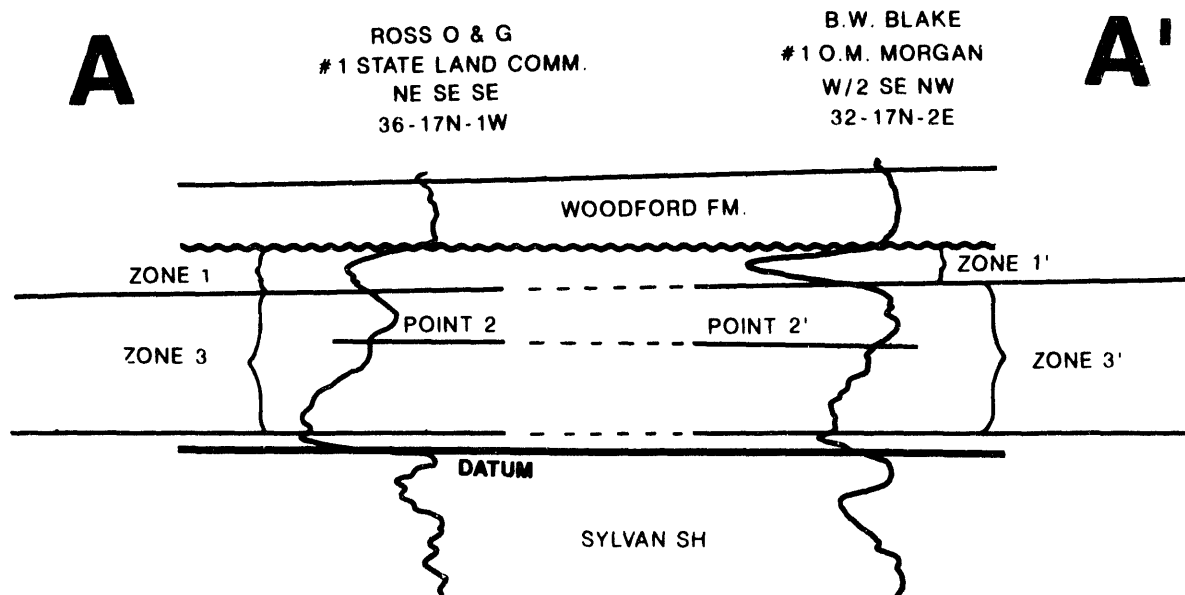 A
ROSS O & G
#1 STATE LAND COMM.
NE SE SE
36-17N-1W
B.W. BLAKE
#1 O.M. MORGAN
W/2 SE NW
32-17N-2E
A'
WOODFORD FM.
ZONE 1
ZONE 1'
POINT 2
POINT 2'
ZONE 3
ZONE 3'
DATUM
SYLVAN SH